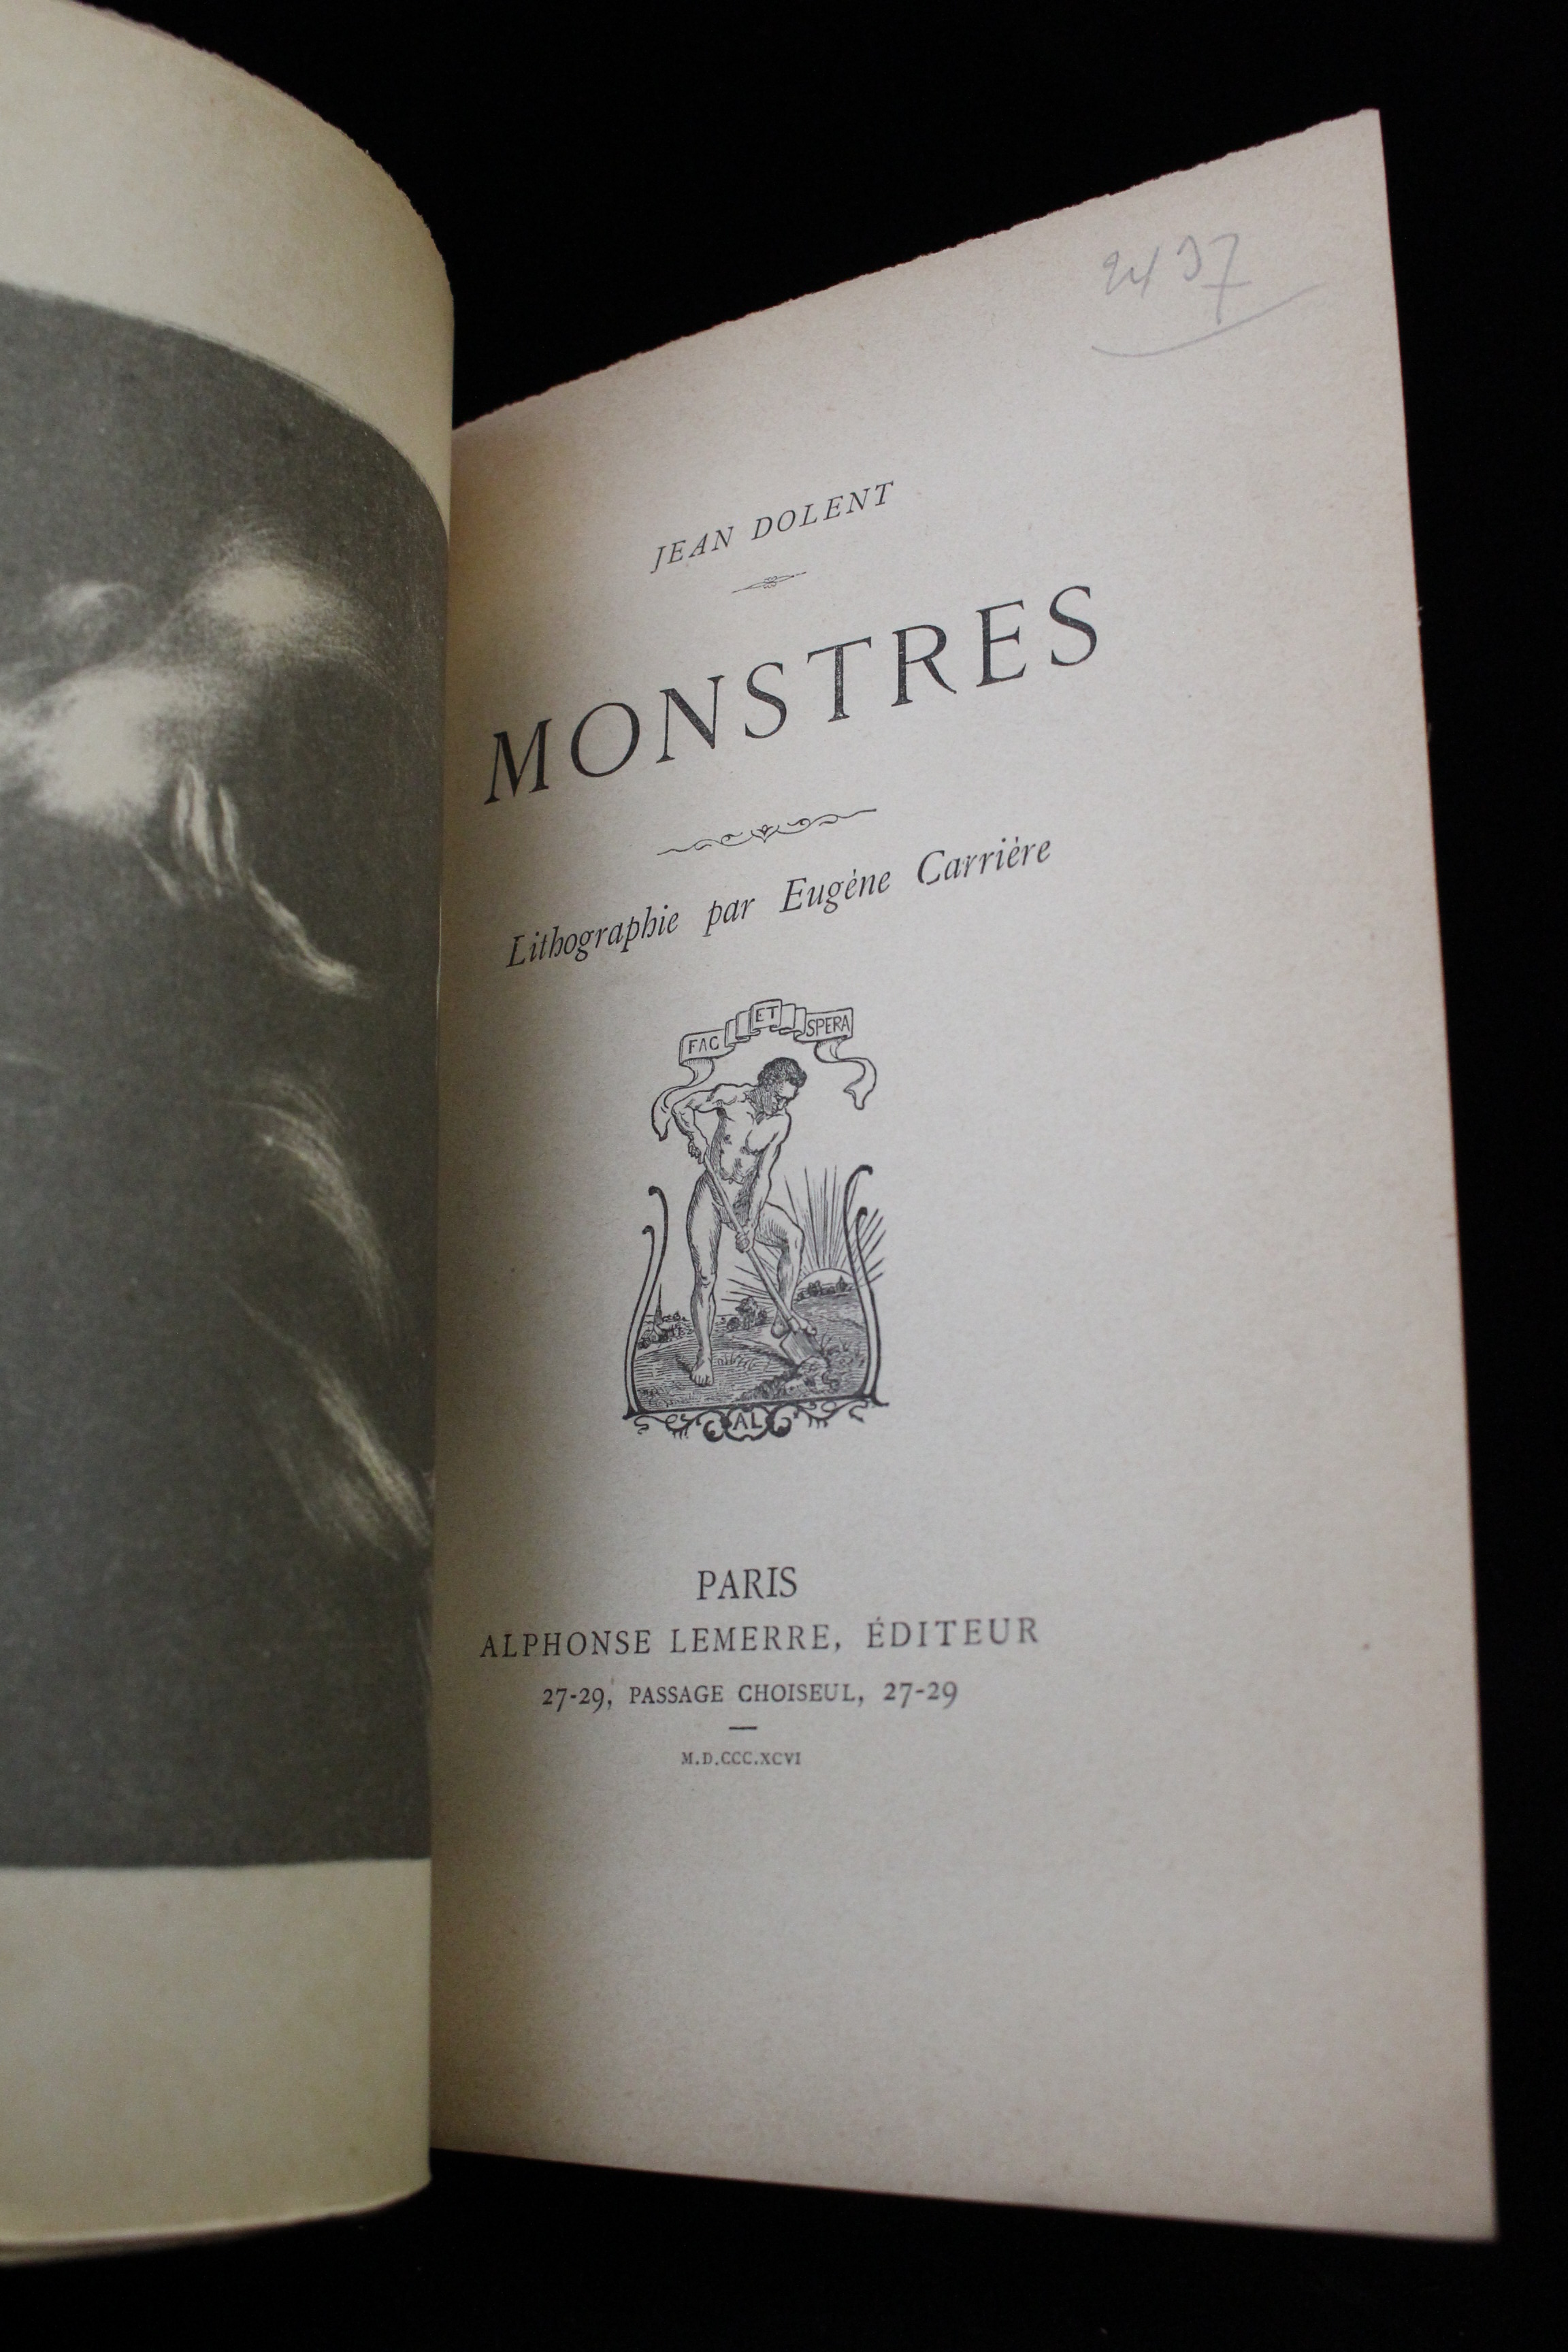 2437
JEAN DOLENT
MONSTRES
Lithographie par Eugène Carrière
FAC ET SPERA
AL
PARIS
ALPHONSE LEMERRE, ÉDITEUR
27-29, PASSAGE CHOISEUL, 27-29
M.D.CCC.XCVI